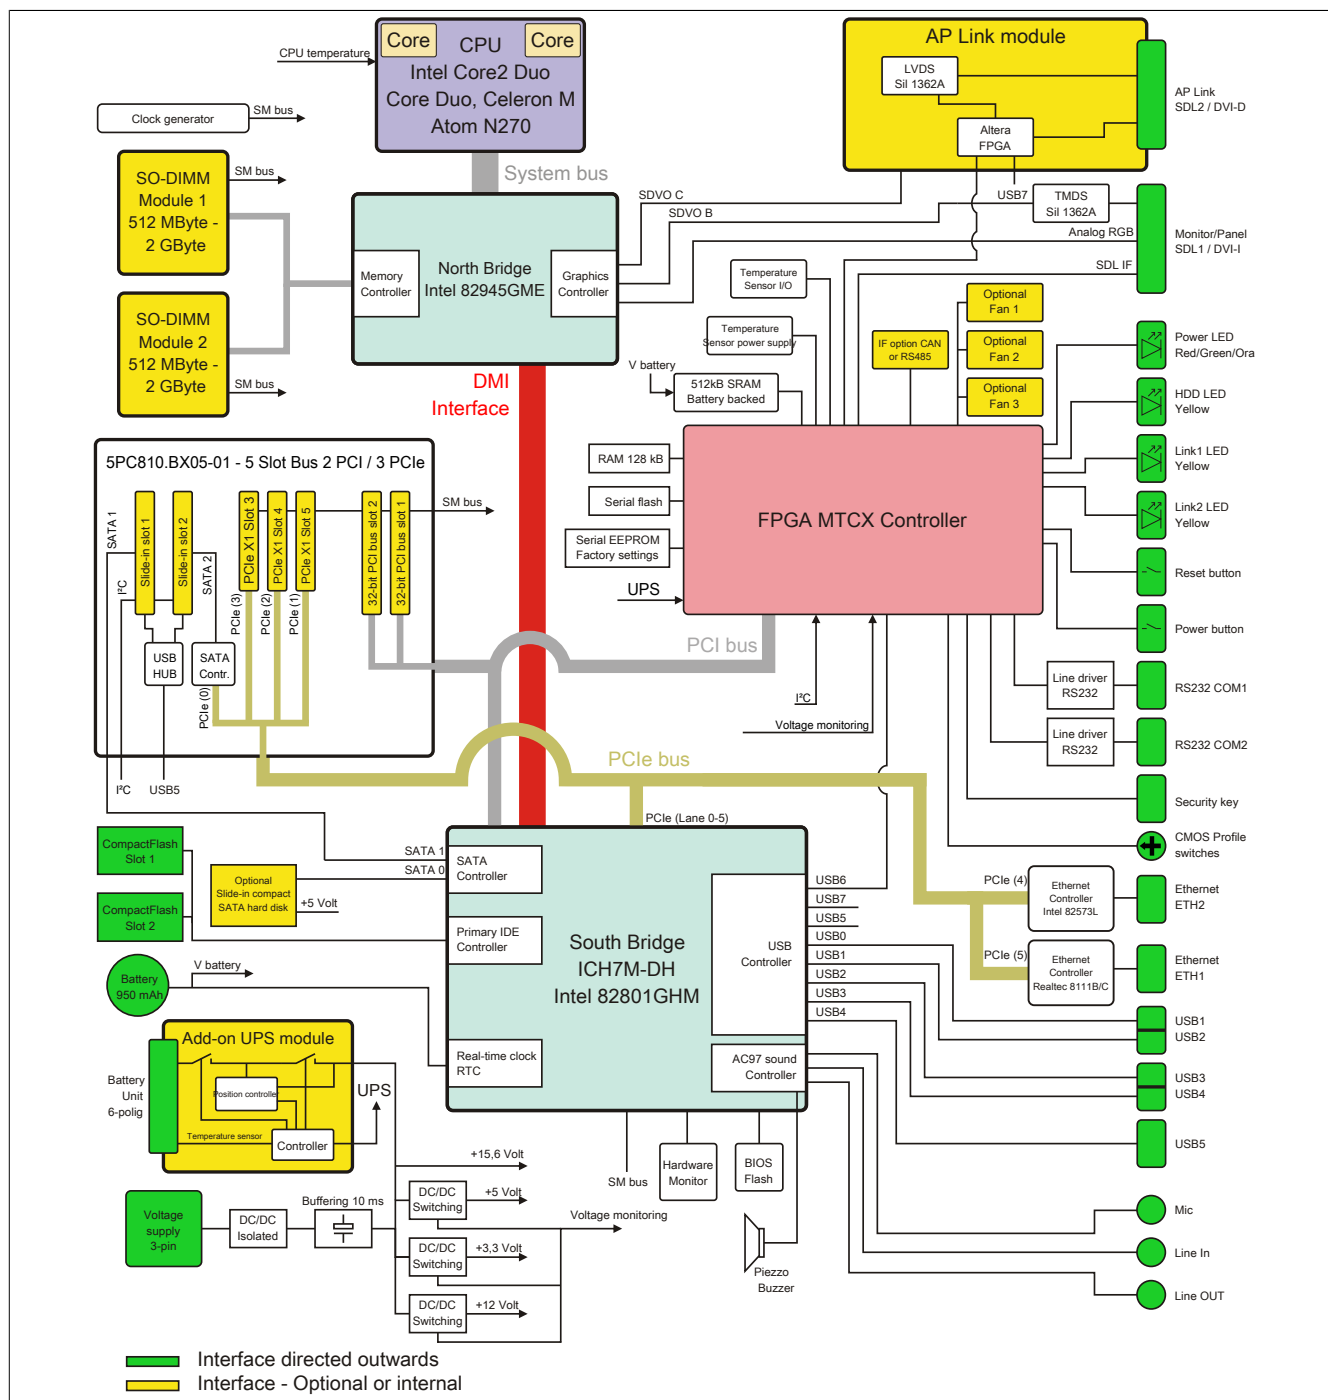 Core
CPU
Core
Intel Core2 Duo
Core Duo, Celeron M
Atom N270
CPU temperature
Clock generator
SM bus
System bus
SO-DIMM
Module 1
512 MByte -
2 GByte
SM bus
SO-DIMM
Module 2
512 MByte -
2 GByte
SM bus
Memory
Controller
North Bridge
Intel 82945GME
Graphics
Controller
DMI
Interface
AP Link module
LVDS
Sil 1362A
Altera
FPGA
AP Link
SDL2 / DVI-D
SDVO C
SDVO B
USB7
TMDS
Sil 1362A
Analog RGB
SDL IF
Monitor/Panel
SDL1 / DVI-I
Temperature
Sensor I/O
Temperature
Sensor power supply
V battery
512kB SRAM
Battery backed
IF option CAN
or RS485
Optional
Fan 1
Optional
Fan 2
Optional
Fan 3
Power LED
Red/Green/Ora
HDD LED
Yellow
Link1 LED
Yellow
Link2 LED
Yellow
Reset button
Power button
RAM 128 kB
Serial flash
Serial EEPROM
Factory settings
UPS
FPGA MTCX Controller
I²C
Voltage monitoring
PCI bus
Line driver
RS232
RS232 COM1
Line driver
RS232
RS232 COM2
Security key
CMOS Profile
switches
5PC810.BX05-01 - 5 Slot Bus 2 PCI / 3 PCIe
SATA 1
I²C
Slide-in slot 1
Slide-in slot 2
SATA 2
PCIe X1 Slot 3
PCIe X1 Slot 4
PCIe X1 Slot 5
32-bit PCI bus slot 2
32-bit PCI bus slot 1
SM bus
PCIe (3)
PCIe (2)
PCIe (1)
PCIe (0)
USB
HUB
SATA
Contr.
I²C
USB5
PCIe bus
PCIe (Lane 0-5)
CompactFlash
Slot 1
CompactFlash
Slot 2
Optional
Slide-in compact
SATA hard disk
+5 Volt
SATA 1
SATA 0
SATA
Controller
Primary IDE
Controller
South Bridge
ICH7M-DH
Intel 82801GHM
Real-time clock
RTC
USB
Controller
AC97 sound
Controller
USB6
USB7
USB5
USB0
USB1
USB2
USB3
USB4
PCIe (4)
Ethernet
Controller
Intel 82573L
Ethernet
ETH2
PCIe (5)
Ethernet
Controller
Realtec 8111B/C
Ethernet
ETH1
USB1
USB2
USB3
USB4
USB5
Mic
Line In
Line OUT
Battery
950 mAh
V battery
Add-on UPS module
Battery
Unit
6-polig
Position controller
Temperature sensor
Controller
UPS
SM bus
Hardware
Monitor
BIOS
Flash
Piezzo
Buzzer
Voltage
supply
3-pin
DC/DC
Isolated
Buffering 10 ms
+15,6 Volt
DC/DC
Switching
+5 Volt
Voltage monitoring
DC/DC
Switching
+3,3 Volt
DC/DC
Switching
+12 Volt
Interface directed outwards
Interface - Optional or internal